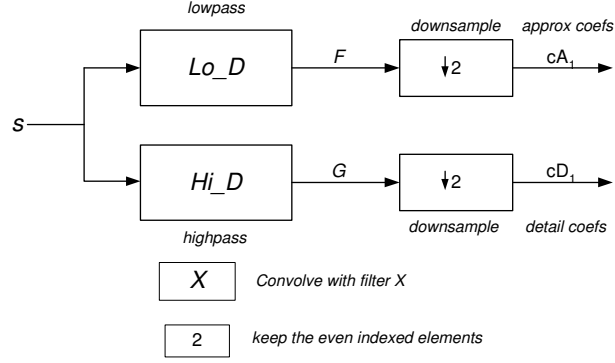 lowpass
downsample
approx coefs
Lo_D
F
↓2
cA1
s
Hi_D
G
↓2
cD1
highpass
downsample
detail coefs
X
Convolve with filter X
2
keep the even indexed elements